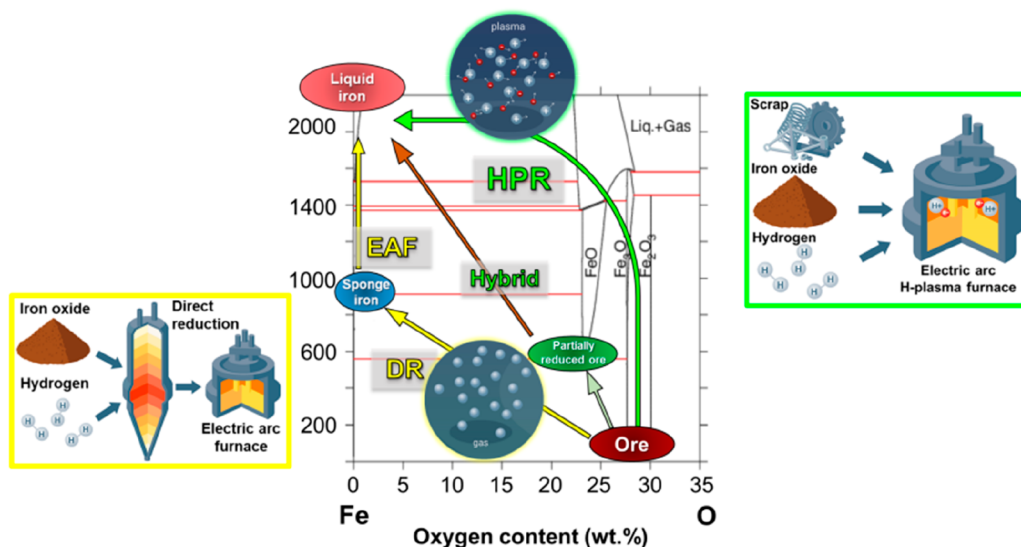 Iron oxide
Hydrogen
H
H
H
H
H
H
Direct
reduction
Electric arc
furnace
Liquid
iron
plasma
2000
1400
1000
600
200
HPR
EAF
Hybrid
DR
Sponge
iron
Partially
reduced ore
gas
Ore
Liq.+Gas
FeO
Fe₂O₃
0
5
10
15
20
25
30
35
Fe
O
Oxygen content (wt.%)
Scrap
Iron oxide
Hydrogen
H
H
H
H
H
H
H+
H+
Electric arc
H-plasma furnace